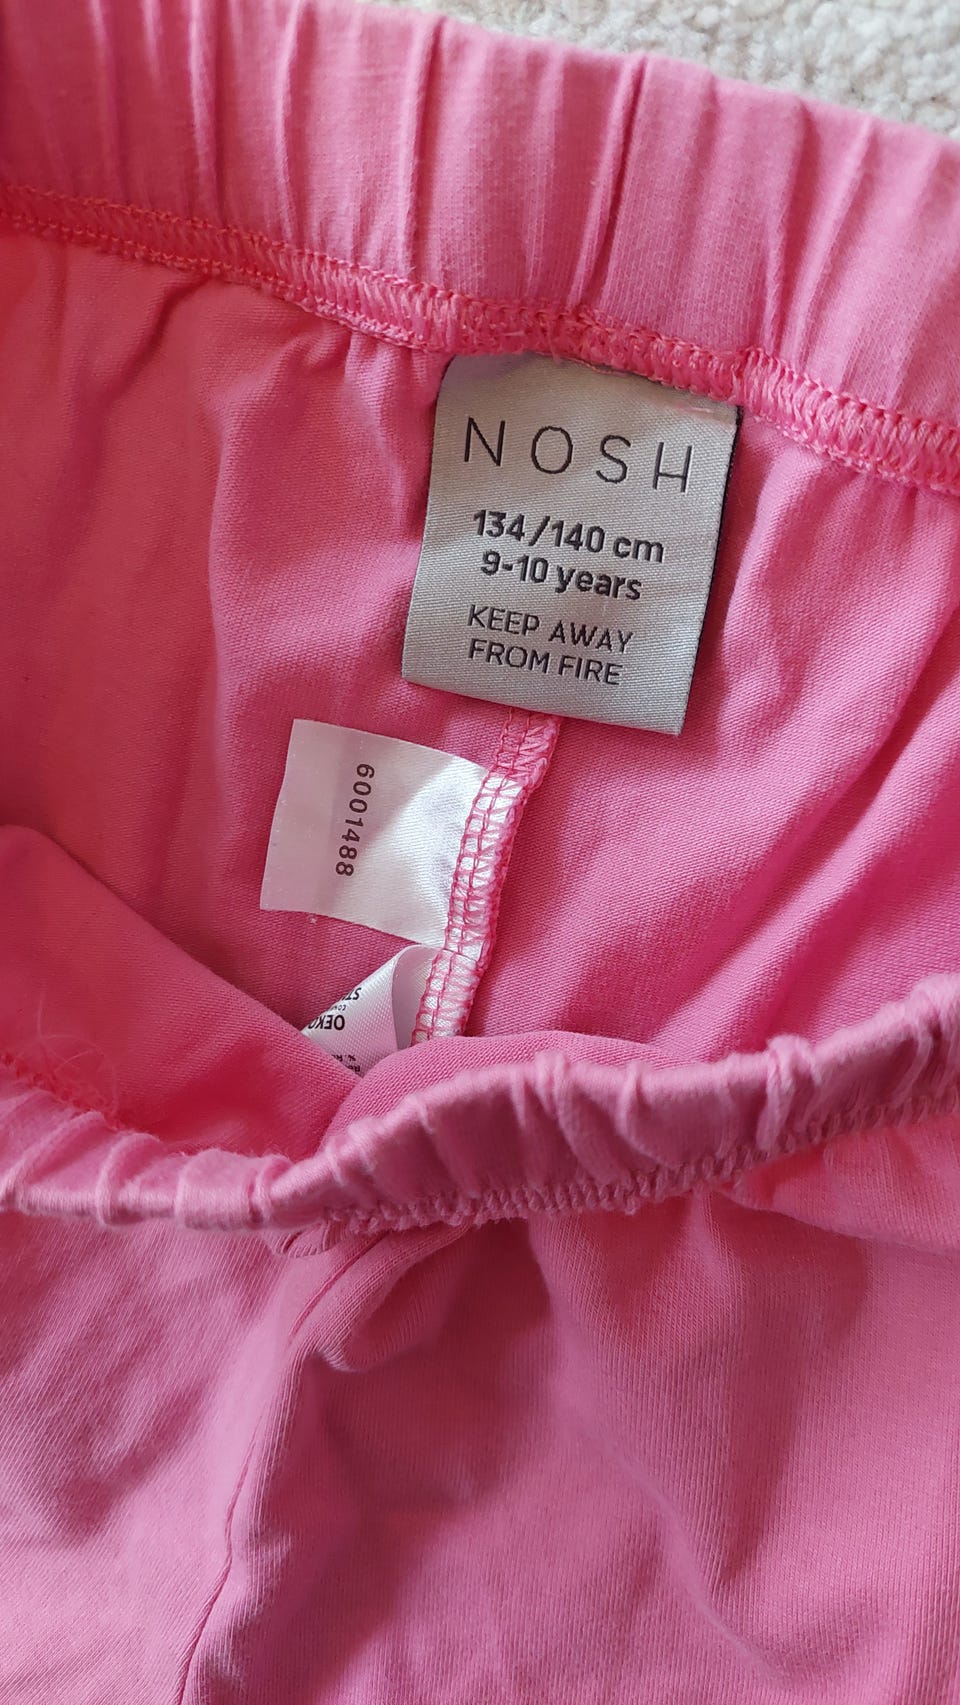 NOSH
134/140 cm
9-10 years
KEEP AWAY
FROM FIRE
6001488